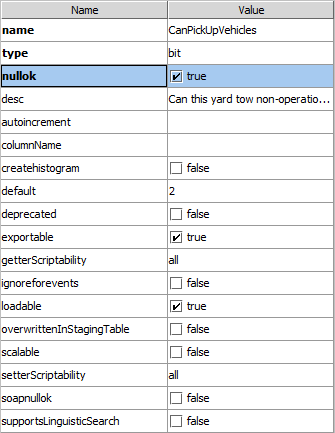 Name Value
name CanPickUpVehicles
type bit
nullok true
desc Can this yard tow non-operatio...
autoincrement
columnName
createhistogram false
default 2
deprecated false
exportable true
getterScriptability all
ignoreforevents false
loadable true
overwrittenInStagingTable false
scalable false
setterScriptability all
soapnullok false
supportsLinguisticSearch false